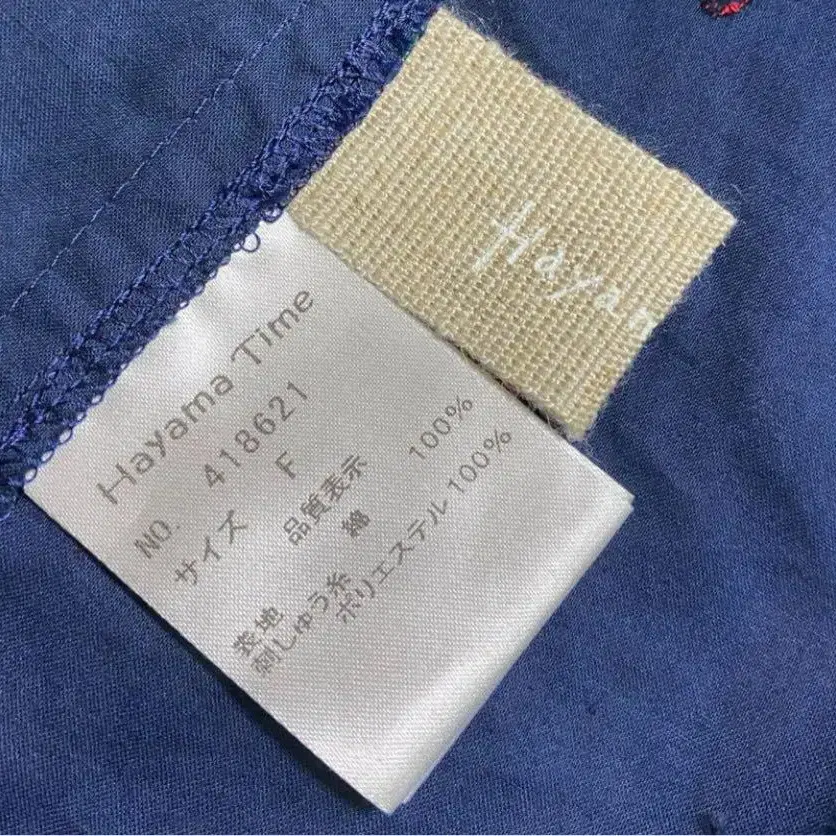 Hayam
Hayama Time
NO. 418621
サイズ F
品質表示
表地 綿 100%
刺しゅう糸 ポリエステル 100%